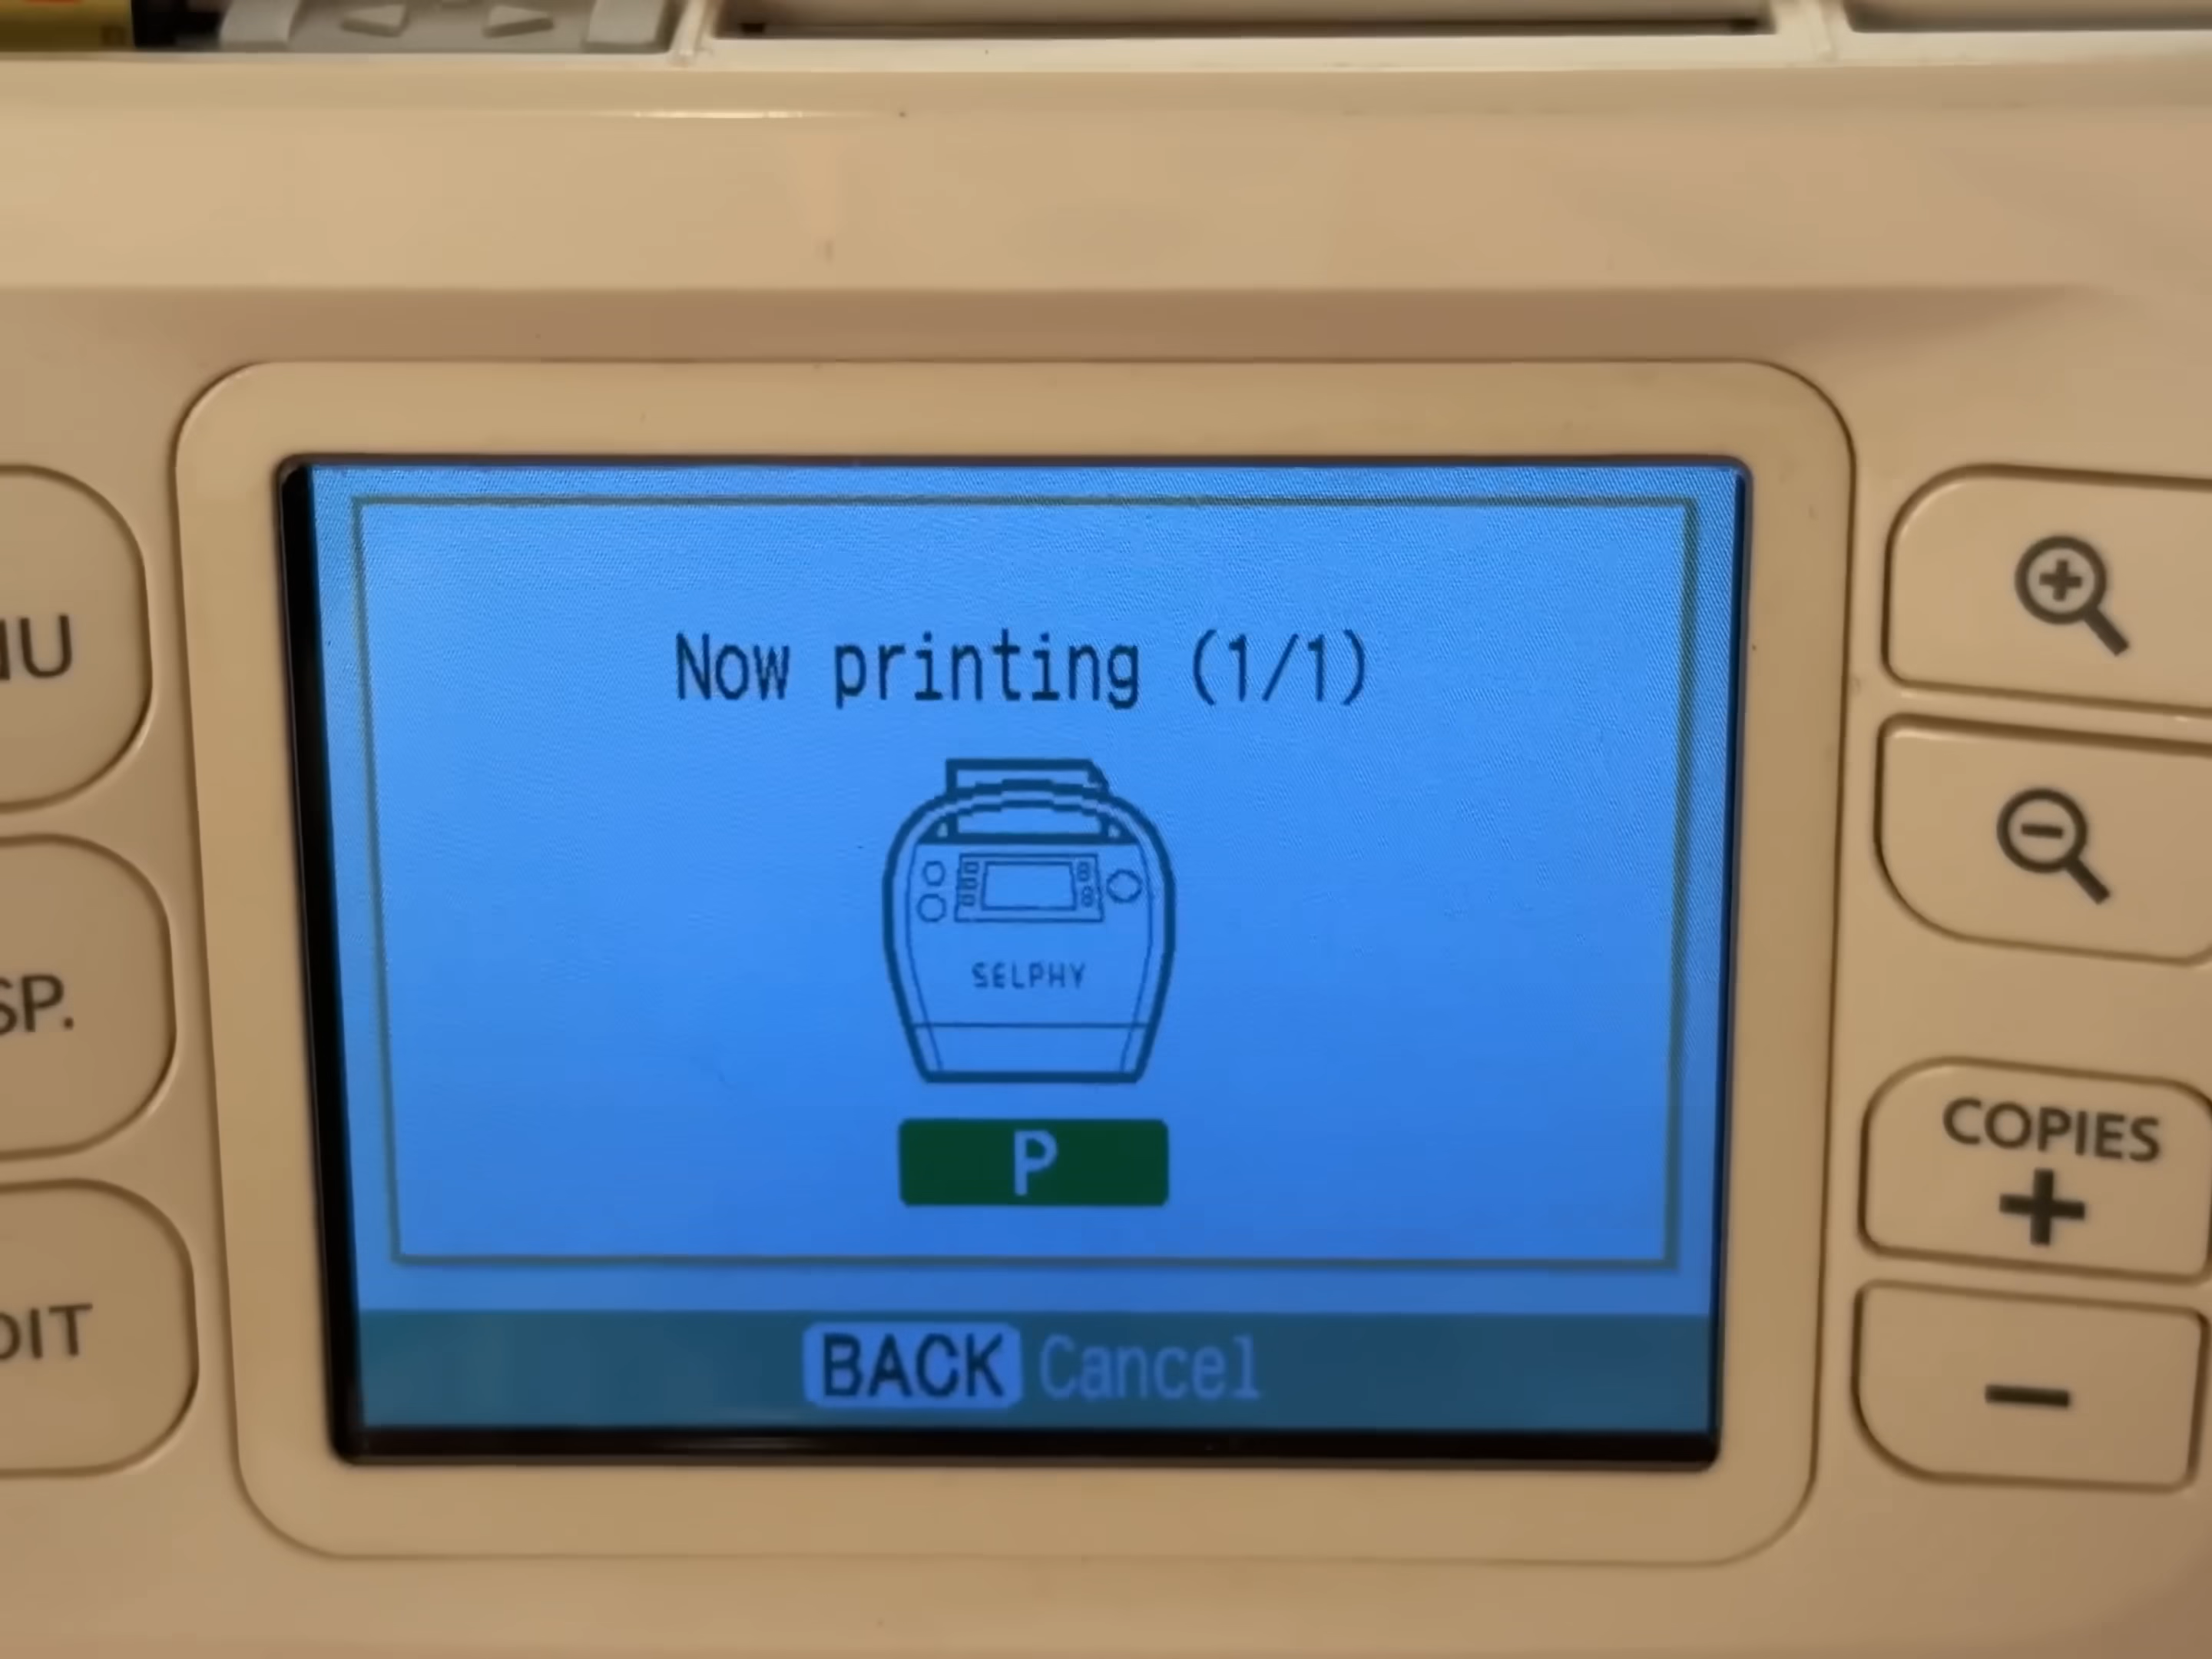 Now printing (1/1)
SELPHY
P
BACK Cancel
NU
SP.
DIT
COPIES
+
-